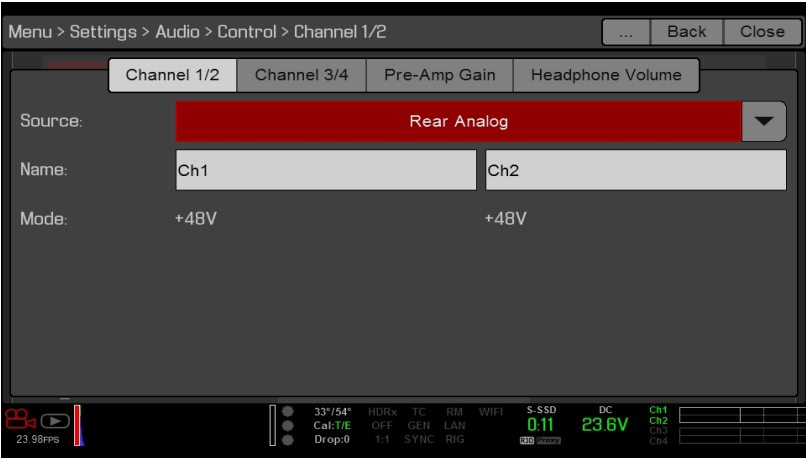 Menu > Settings > Audio > Control > Channel 1/2 ... Back Close
Channel 1/2 Channel 3/4 Pre-Amp Gain Headphone Volume
Source: Rear Analog
Name: Ch1 Ch2
Mode: +48V +48V
33°/54° HDRx TC RM WIFI S-SSD DC Ch1
Cal:T/E OFF GEN LAN 0:11 23.6V Ch2
23.98FPS Drop:0 1:1 SYNC RIG R3D Proxy Ch3
Ch4